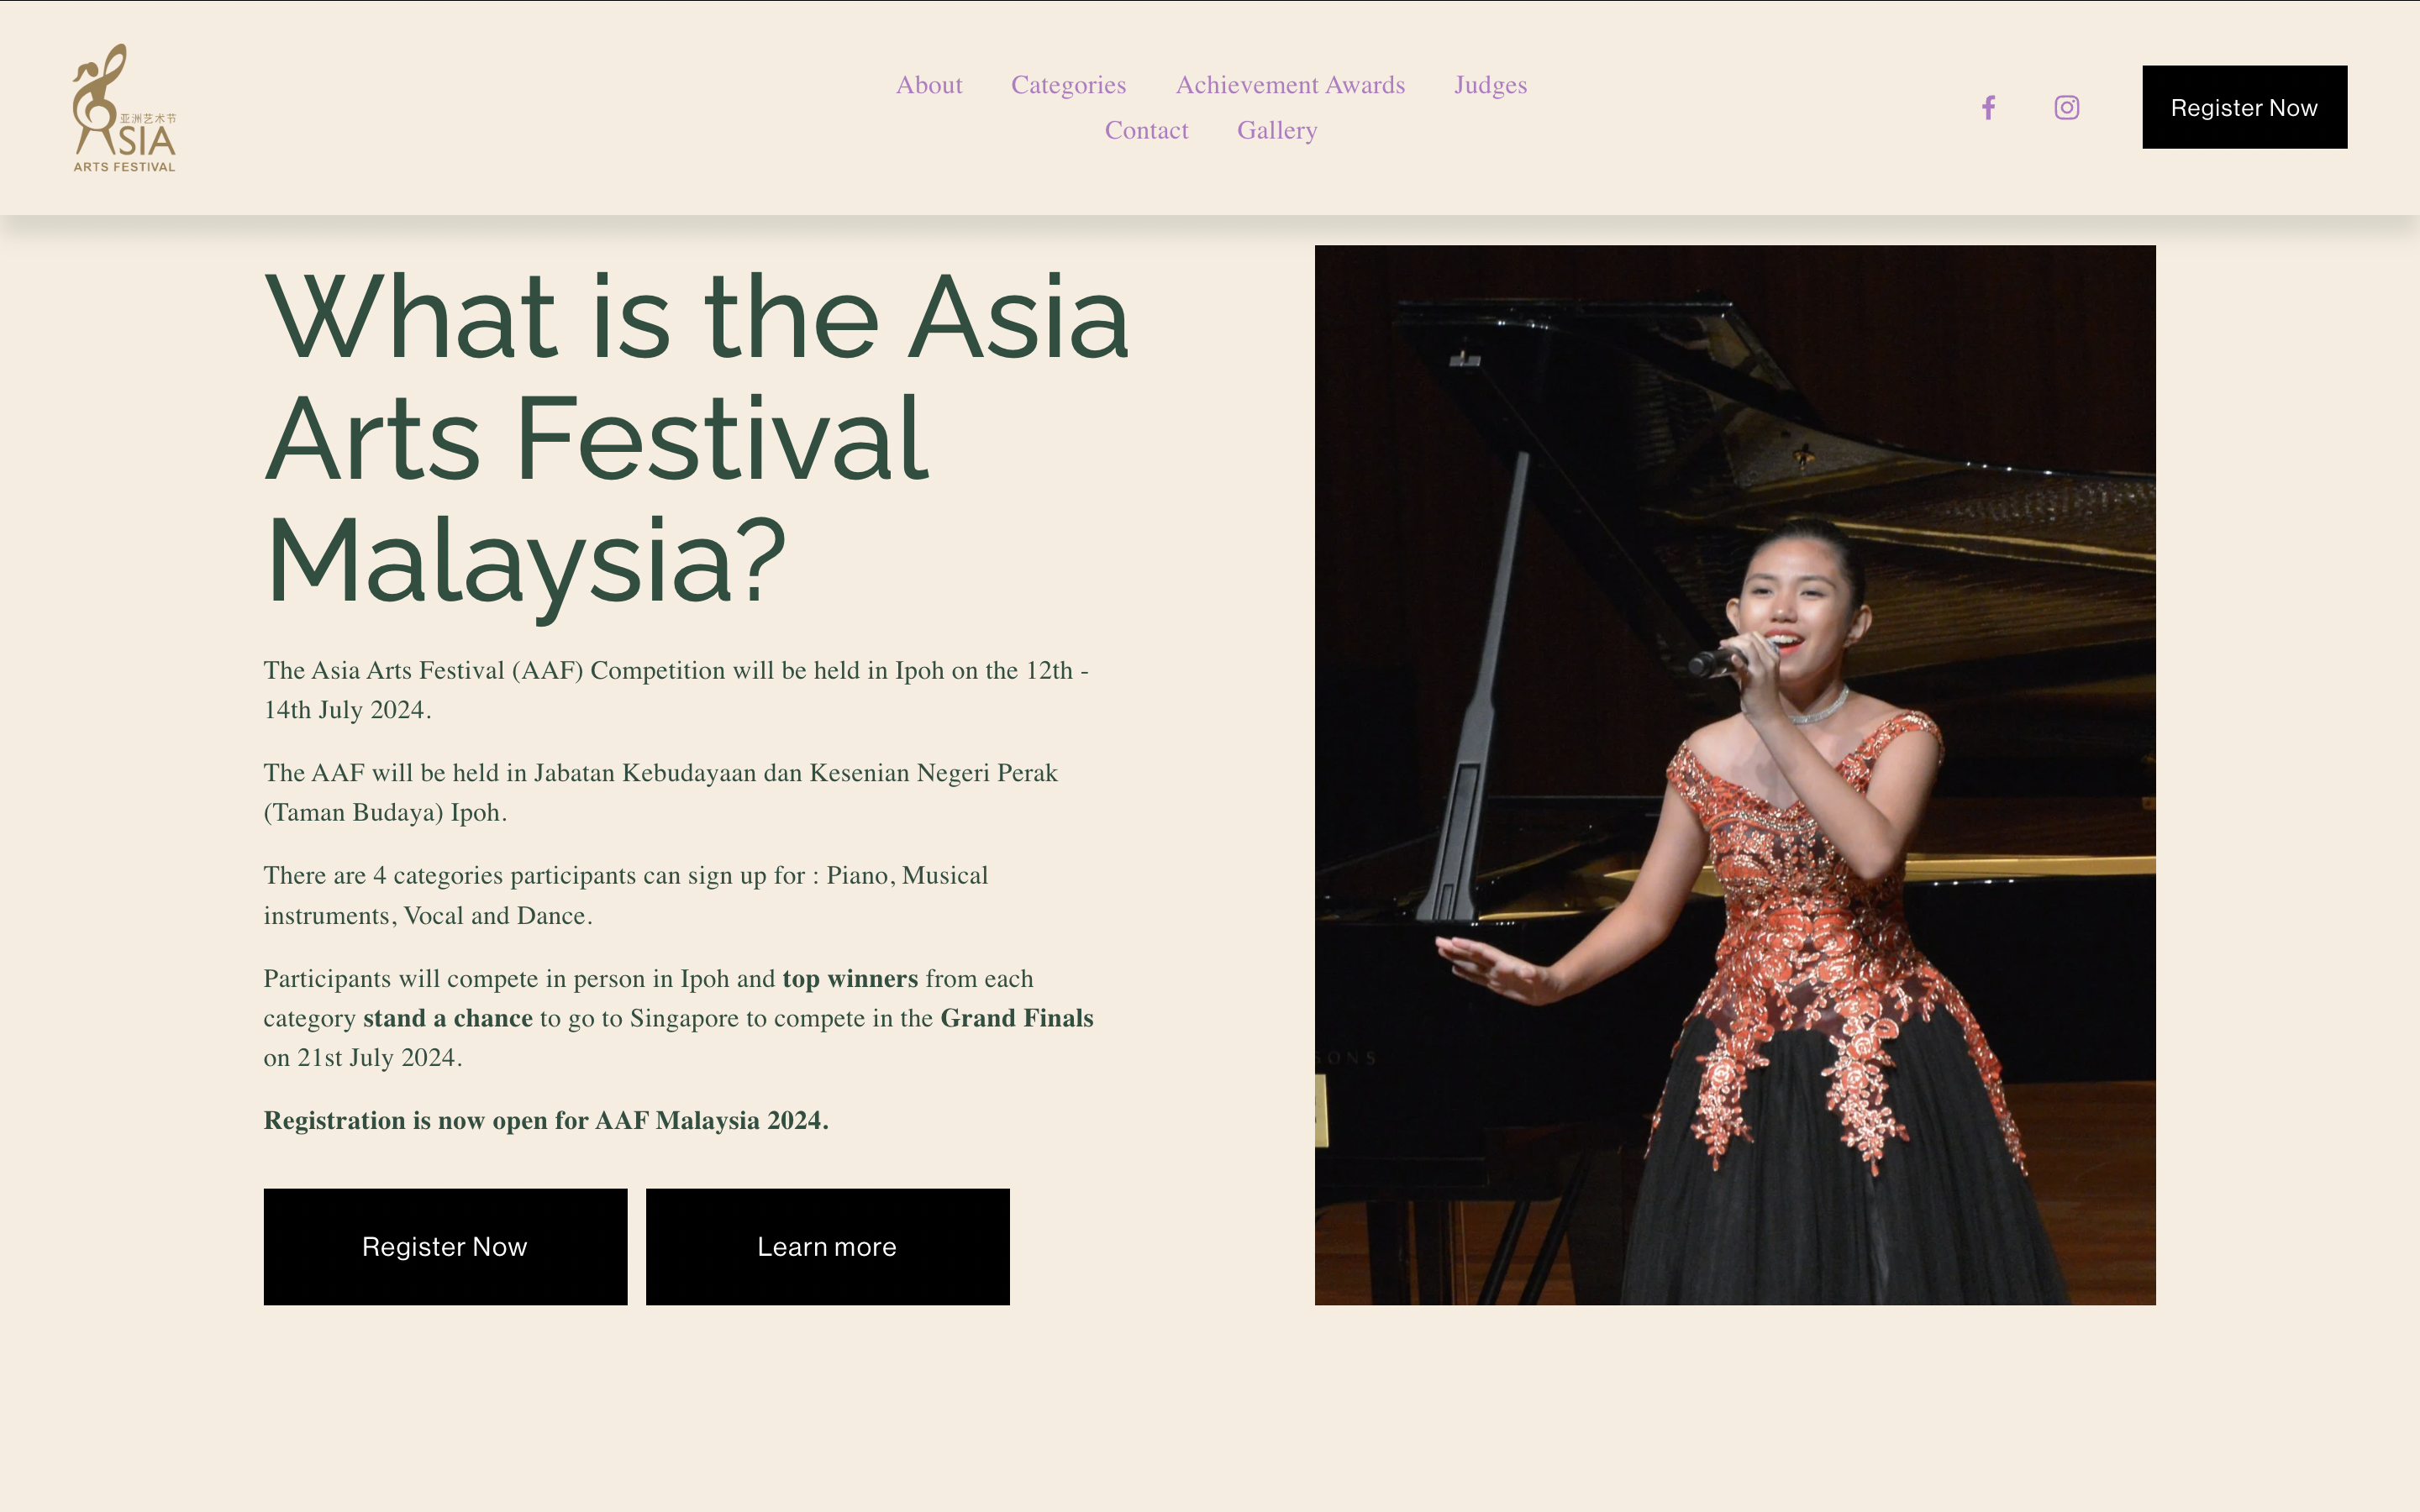 亚洲艺术节
ASIA
ARTS FESTIVAL
About Categories Achievement Awards Judges
Contact Gallery
Register Now
What is the Asia
Arts Festival
Malaysia?
The Asia Arts Festival (AAF) Competition will be held in Ipoh on the 12th -
14th July 2024.
The AAF will be held in Jabatan Kebudayaan dan Kesenian Negeri Perak
(Taman Budaya) Ipoh.
There are 4 categories participants can sign up for : Piano, Musical
instruments, Vocal and Dance.
Participants will compete in person in Ipoh and top winners from each
category stand a chance to go to Singapore to compete in the Grand Finals
on 21st July 2024.
Registration is now open for AAF Malaysia 2024.
Register Now
Learn more